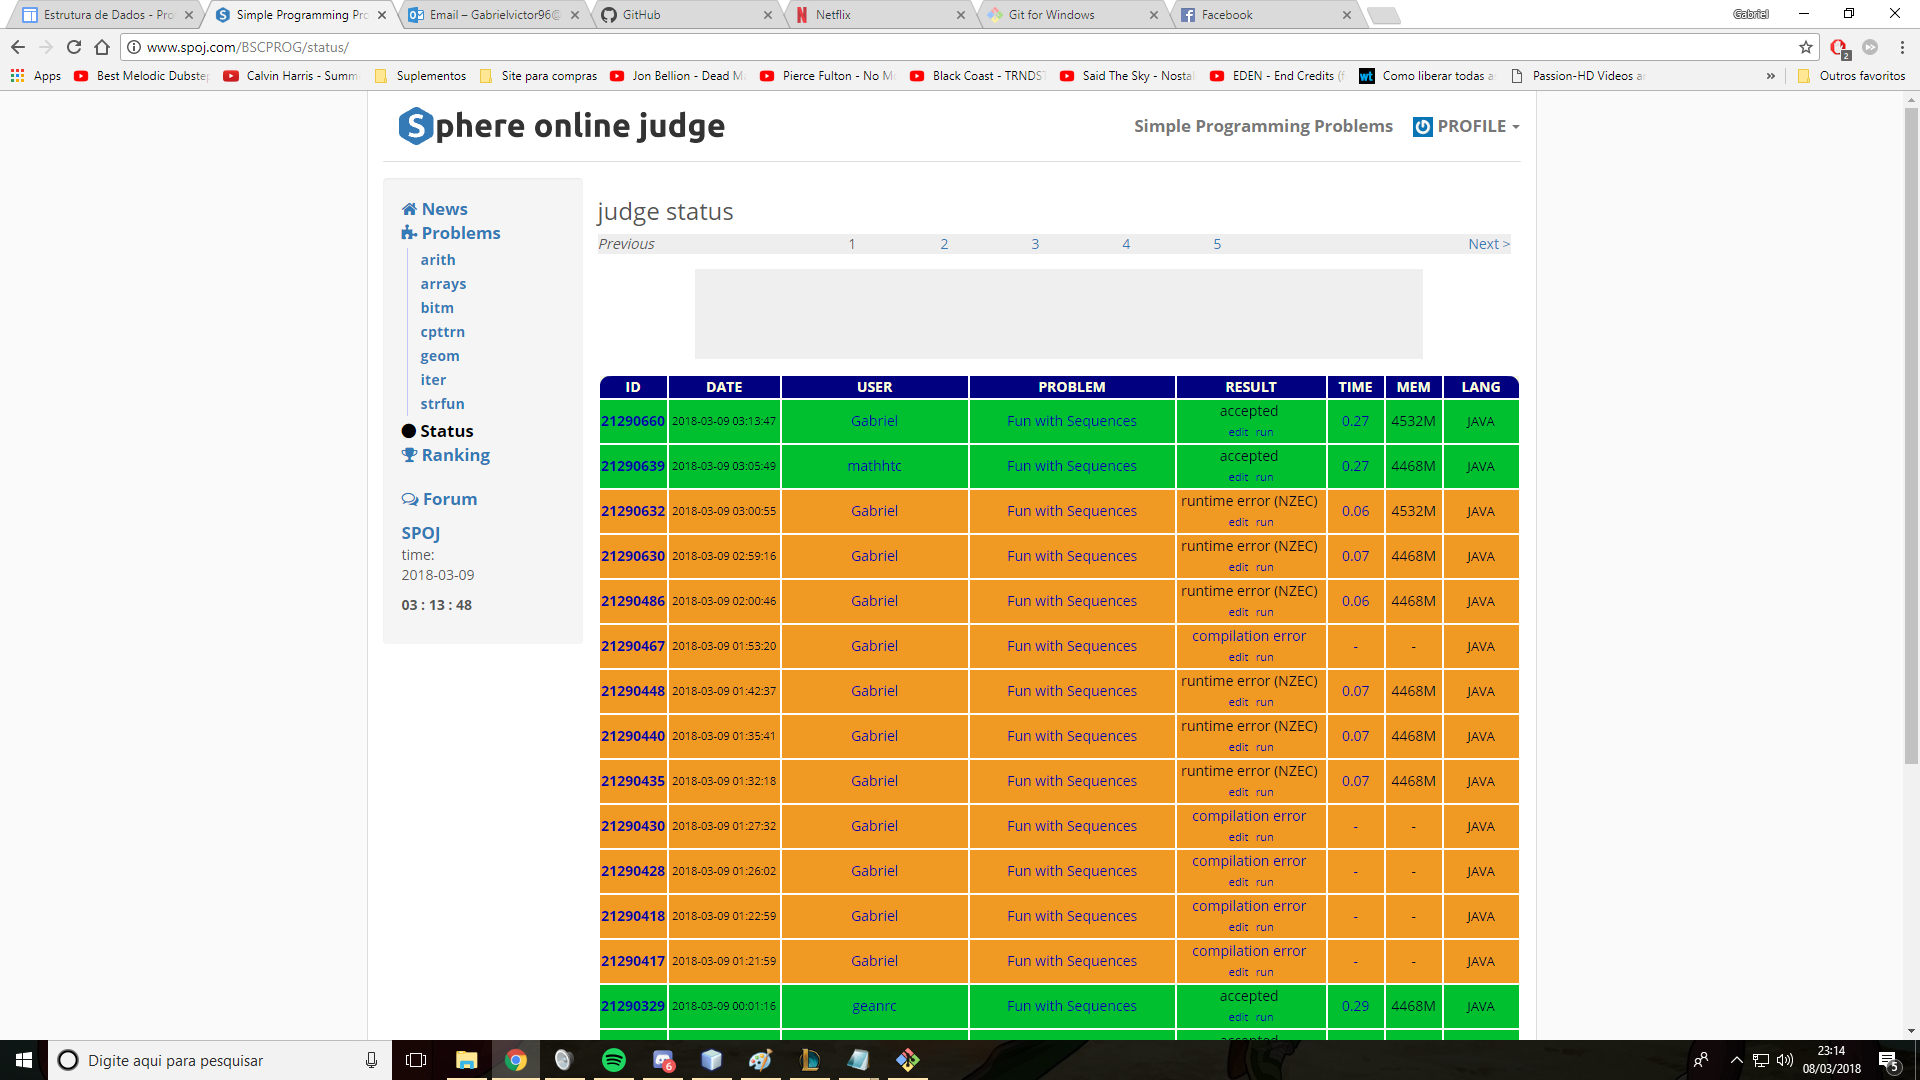 Estrutura de Dados - Pro
Simple Programming Pro
Email – Gabrielvictor96@
GitHub
Netflix
Git for Windows
Facebook
Gabriel
www.spoj.com/BSCPROG/status/
2
Apps
Best Melodic Dubstep
Calvin Harris - Summ
Suplementos
Site para compras
Jon Bellion - Dead M
Pierce Fulton - No M
Black Coast - TRNDST
Said The Sky - Nostal
EDEN - End Credits (f
wt Como liberar todas a
Passion-HD Videos a
»
Outros favoritos
Sphere online judge
Simple Programming Problems
PROFILE
News
Problems
arith
arrays
bitm
cpttrn
geom
iter
strfun
Status
Ranking
Forum
SPOJ
time:
2018-03-09
03 : 13 : 48
judge status
Previous 1 2 3 4 5 Next >
ID DATE USER PROBLEM RESULT TIME MEM LANG
21290660 2018-03-09 03:13:47 Gabriel Fun with Sequences accepted 0.27 4532M JAVA
edit run
21290639 2018-03-09 03:05:49 mathhtc Fun with Sequences accepted 0.27 4468M JAVA
edit run
21290632 2018-03-09 03:00:55 Gabriel Fun with Sequences runtime error (NZEC) 0.06 4532M JAVA
edit run
21290630 2018-03-09 02:59:16 Gabriel Fun with Sequences runtime error (NZEC) 0.07 4468M JAVA
edit run
21290486 2018-03-09 02:00:46 Gabriel Fun with Sequences runtime error (NZEC) 0.06 4468M JAVA
edit run
21290467 2018-03-09 01:53:20 Gabriel Fun with Sequences compilation error - - JAVA
edit run
21290448 2018-03-09 01:42:37 Gabriel Fun with Sequences runtime error (NZEC) 0.07 4468M JAVA
edit run
21290440 2018-03-09 01:35:41 Gabriel Fun with Sequences runtime error (NZEC) 0.07 4468M JAVA
edit run
21290435 2018-03-09 01:32:18 Gabriel Fun with Sequences runtime error (NZEC) 0.07 4468M JAVA
edit run
21290430 2018-03-09 01:27:32 Gabriel Fun with Sequences compilation error - - JAVA
edit run
21290428 2018-03-09 01:26:02 Gabriel Fun with Sequences compilation error - - JAVA
edit run
21290418 2018-03-09 01:22:59 Gabriel Fun with Sequences compilation error - - JAVA
edit run
21290417 2018-03-09 01:21:59 Gabriel Fun with Sequences compilation error - - JAVA
edit run
21290329 2018-03-09 00:01:16 geanrc Fun with Sequences accepted 0.29 4468M JAVA
edit run
accepted
Digite aqui para pesquisar
6
23:14
08/03/2018
5